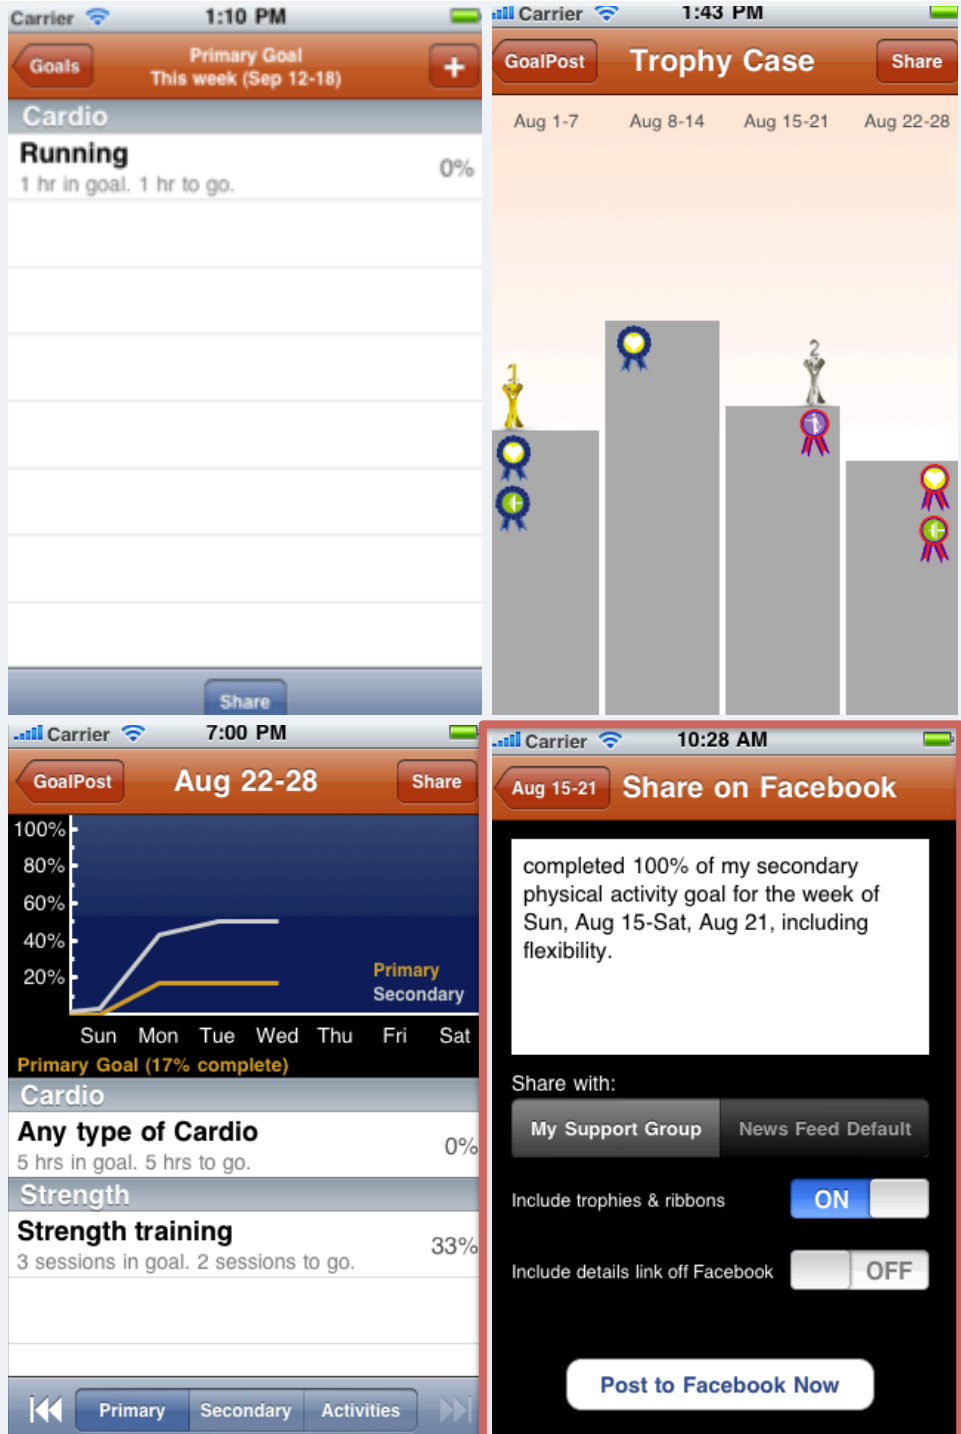 Carrier 1:10 PM
Goals
Primary Goal
This week (Sep 12-18)
+
Cardio
Running
0%
1 hr in goal. 1 hr to go.
Share
Carrier 1:43 PM
GoalPost Trophy Case Share
Aug 1-7 Aug 8-14 Aug 15-21 Aug 22-28
1
2
Carrier 7:00 PM
GoalPost Aug 22-28 Share
100%
80%
60%
40%
20%
Primary
Secondary
Sun Mon Tue Wed Thu Fri Sat
Primary Goal (17% complete)
Cardio
Any type of Cardio
0%
5 hrs in goal. 5 hrs to go.
Strength
Strength training
33%
3 sessions in goal. 2 sessions to go.
Primary Secondary Activities
Carrier 10:28 AM
Aug 15-21 Share on Facebook
completed 100% of my secondary
physical activity goal for the week of
Sun, Aug 15-Sat, Aug 21, including
flexibility.
Share with:
My Support Group News Feed Default
Include trophies & ribbons ON
Include details link off Facebook OFF
Post to Facebook Now